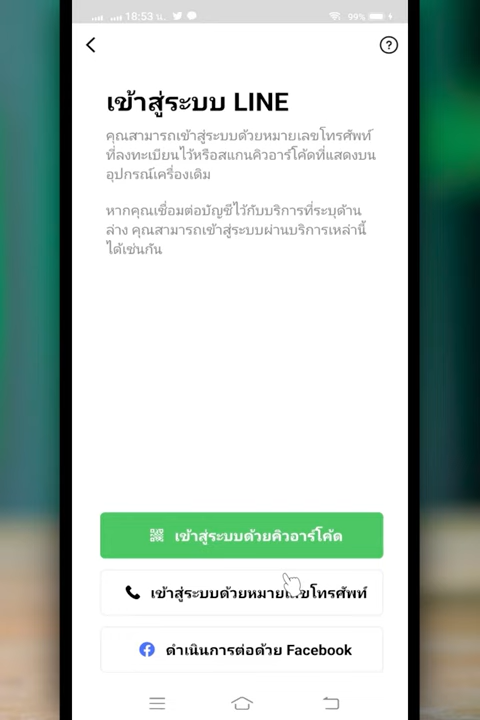 18:53 น.
99%
เข้าสู่ระบบ LINE
คุณสามารถเข้าสู่ระบบด้วยหมายเลขโทรศัพท์
ที่ลงทะเบียนไว้หรือสแกนคิวอาร์โค้ดที่แสดงบน
อุปกรณ์เครื่องเดิม
หากคุณเชื่อมต่อบัญชีไว้กับบริการที่ระบุด้าน
ล่าง คุณสามารถเข้าสู่ระบบผ่านบริการเหล่านี้
ได้เช่นกัน
เข้าสู่ระบบด้วยคิวอาร์โค้ด
เข้าสู่ระบบด้วยหมายเลขโทรศัพท์
ดำเนินการต่อด้วย Facebook